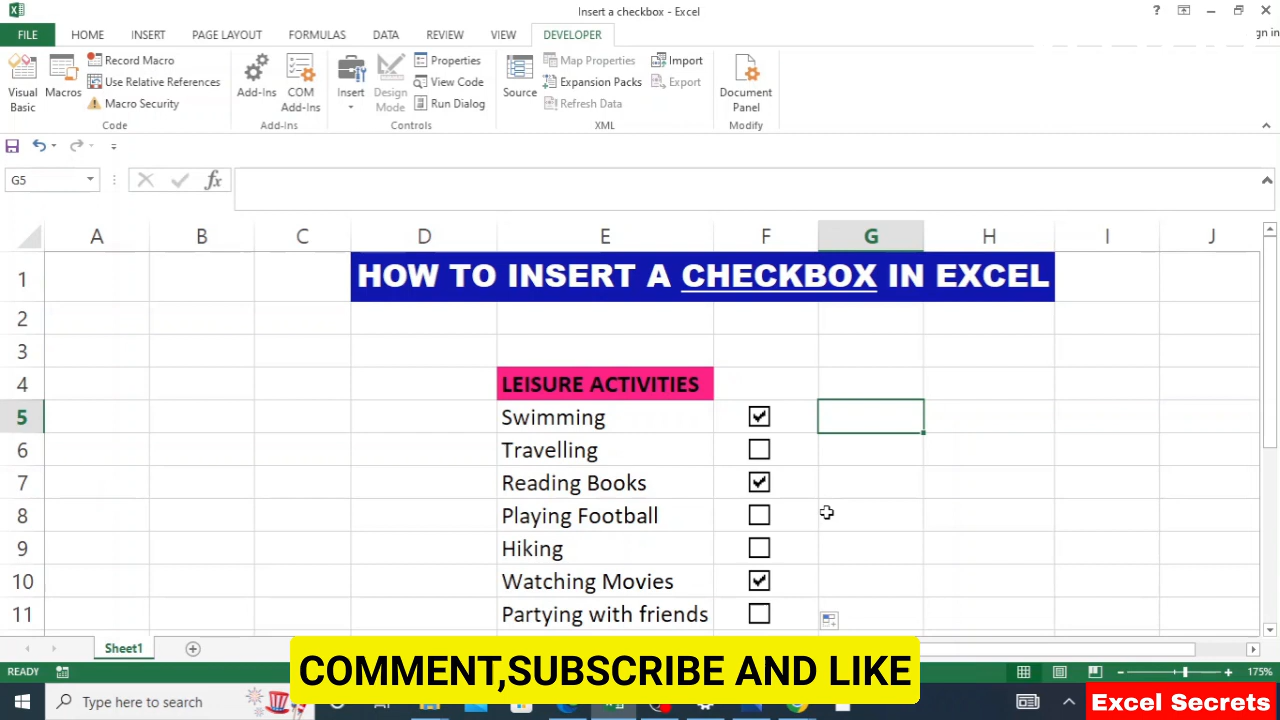 Insert a checkbox - Excel
?
FILE HOME INSERT PAGE LAYOUT FORMULAS DATA REVIEW VIEW DEVELOPER
Visual Basic
Macros
Record Macro
Use Relative References
Macro Security
Code
Add-Ins
COM Add-Ins
Add-Ins
Insert
Design Mode
Properties
View Code
Run Dialog
Controls
Source
Map Properties
Expansion Packs
Refresh Data
Import
Export
XML
Document Panel
Modify
G5
fx
A B C D E F G H I J
1 HOW TO INSERT A CHECKBOX IN EXCEL
2
3
4 LEISURE ACTIVITIES
5 Swimming
6 Travelling
7 Reading Books
8 Playing Football
9 Hiking
10 Watching Movies
11 Partying with friends
Sheet1
READY
175%
COMMENT,SUBSCRIBE AND LIKE
Type here to search
Excel Secrets